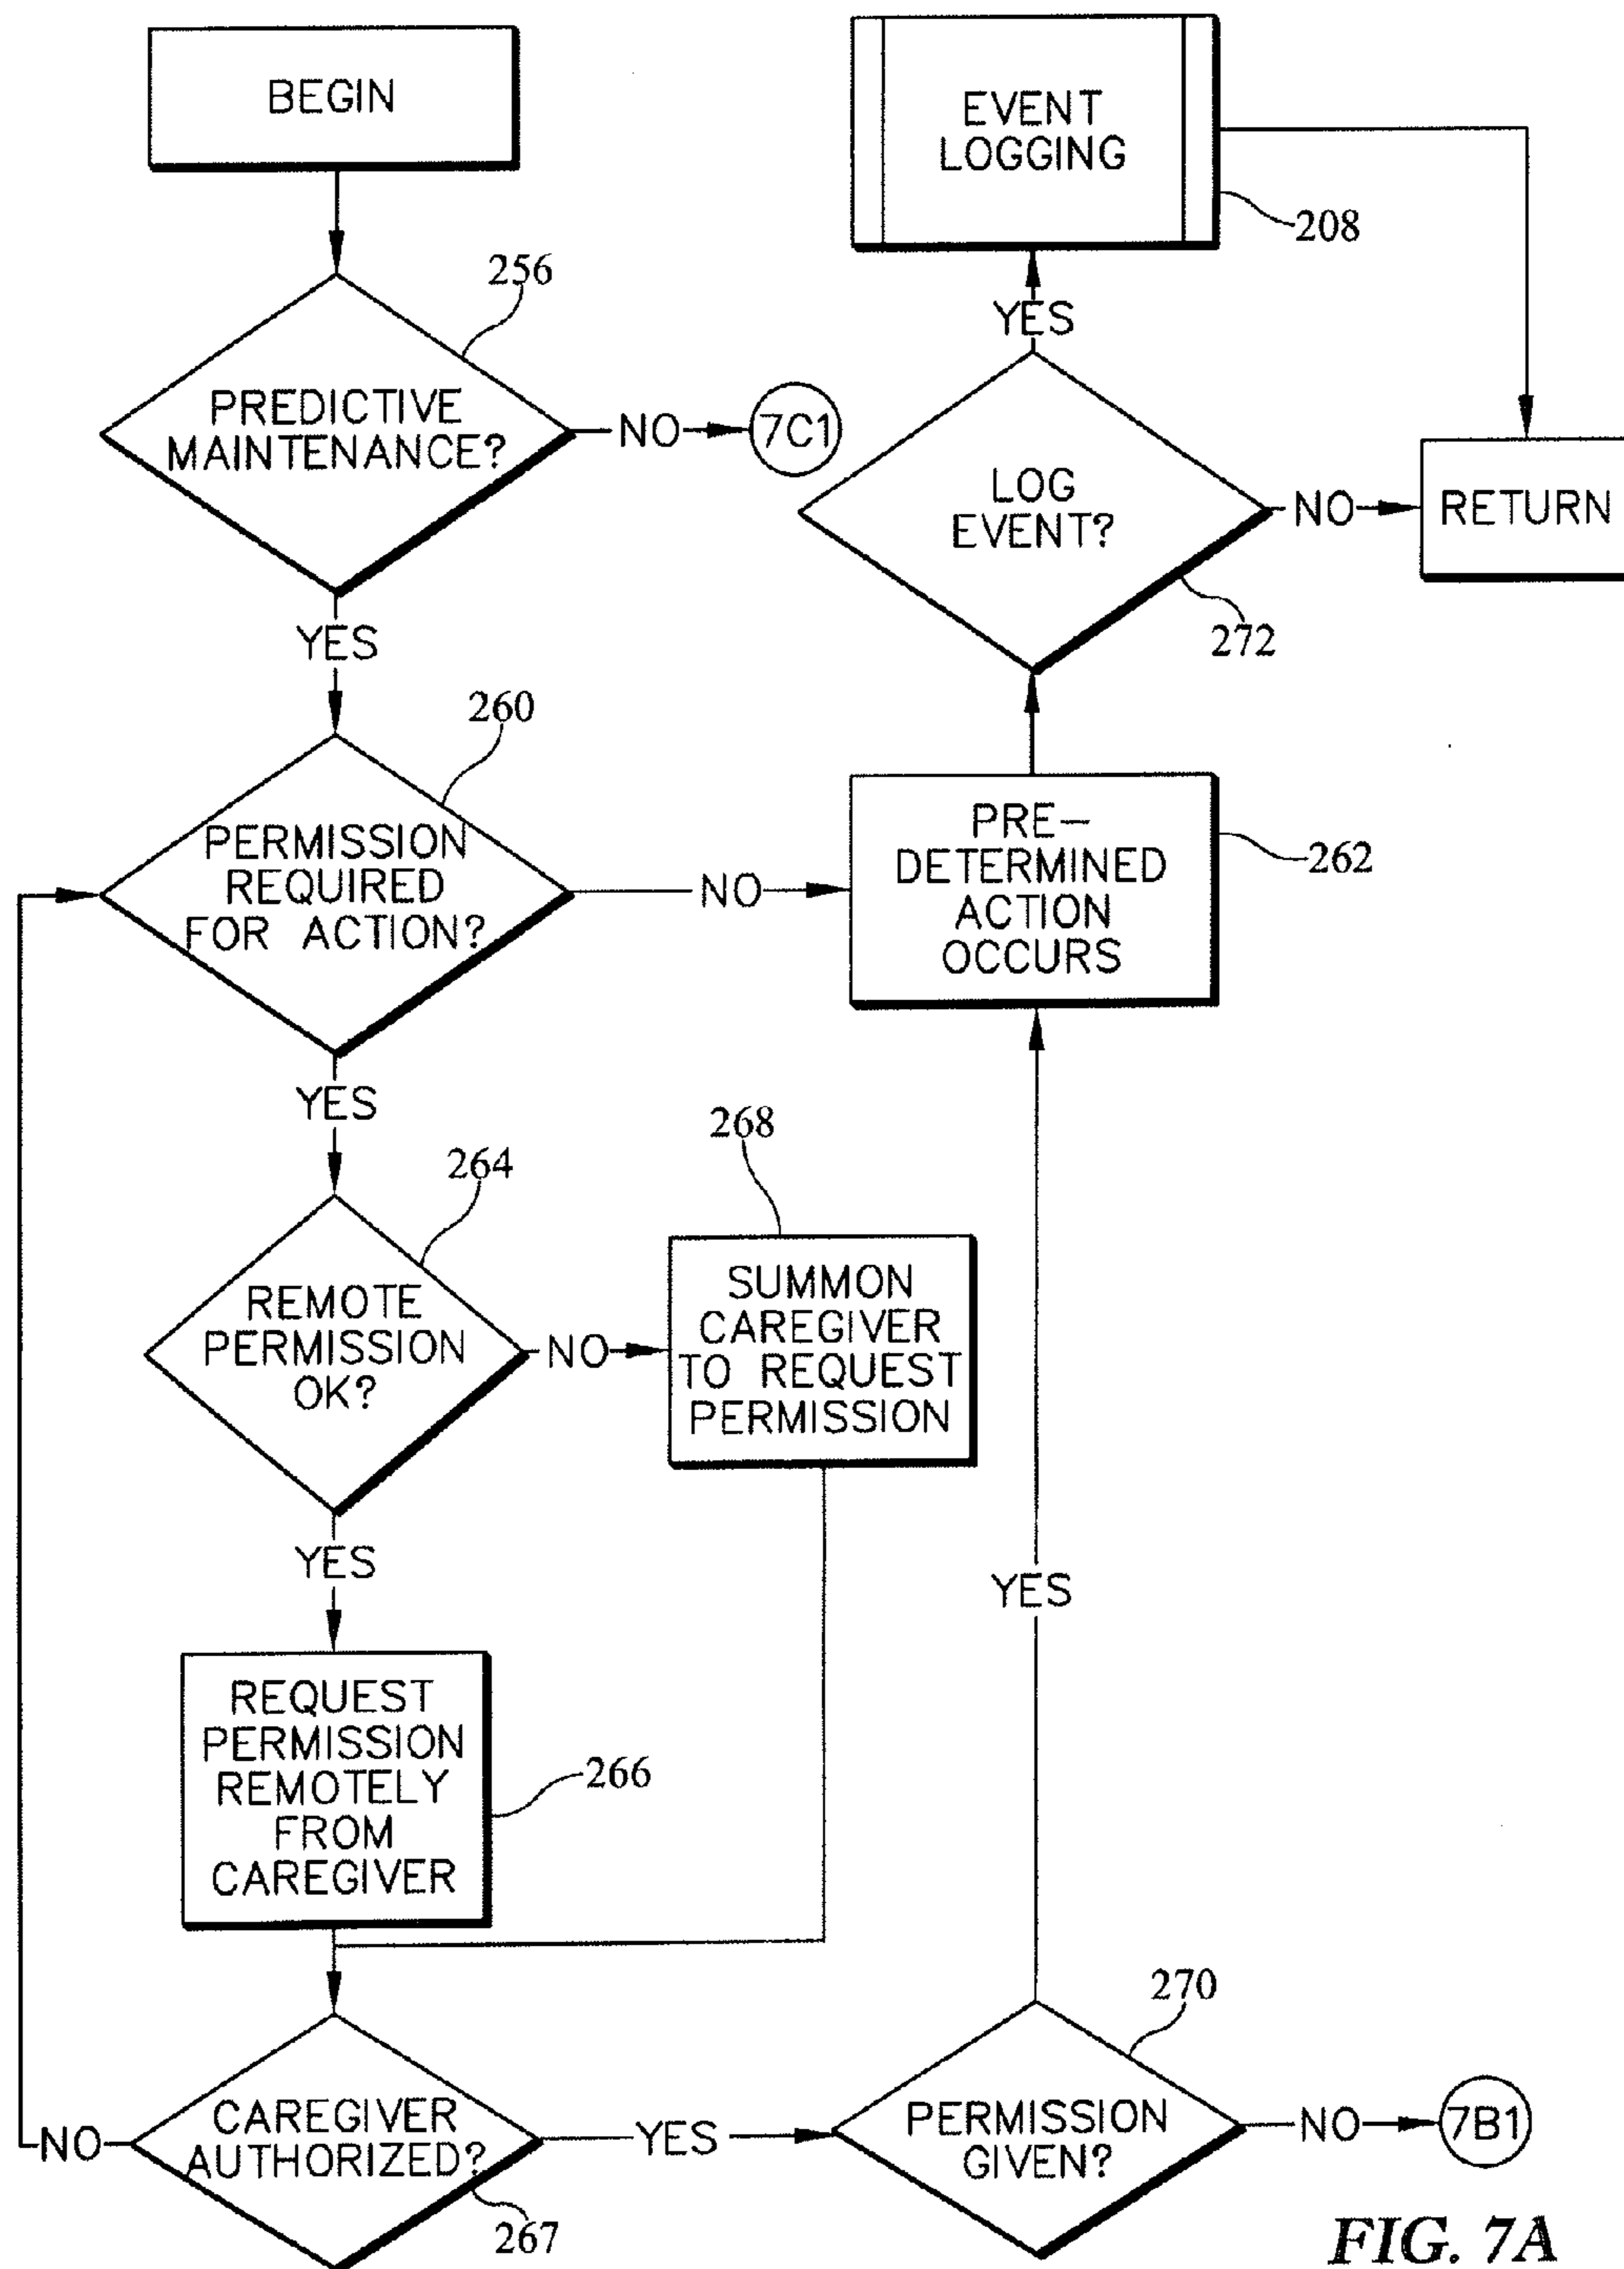 BEGIN
256
PREDICTIVE
MAINTENANCE?
NO
7C1
YES
260
PERMISSION
REQUIRED
FOR ACTION?
NO
YES
264
REMOTE
PERMISSION
OK?
NO
268
SUMMON
CAREGIVER
TO REQUEST
PERMISSION
YES
REQUEST
PERMISSION
REMOTELY
FROM
CAREGIVER
266
CAREGIVER
AUTHORIZED?
267
NO
YES
270
PERMISSION
GIVEN?
NO
7B1
YES
PRE-
DETERMINED
ACTION
OCCURS
262
LOG
EVENT?
272
NO
RETURN
YES
EVENT
LOGGING
208
FIG. 7A